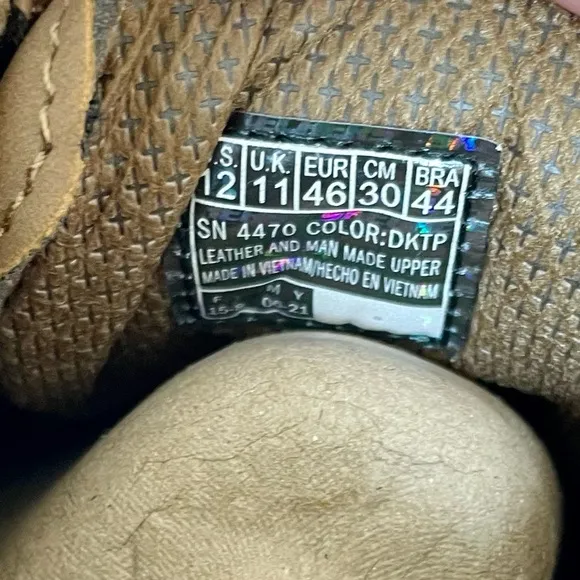 .S. U.K. EUR CM BRA
12 11 46 30 44
SN 4470 COLOR:DKTP
LEATHER AND MAN MADE UPPER
MADE IN VIETNAM/HECHO EN VIETNAM
F M Y
21